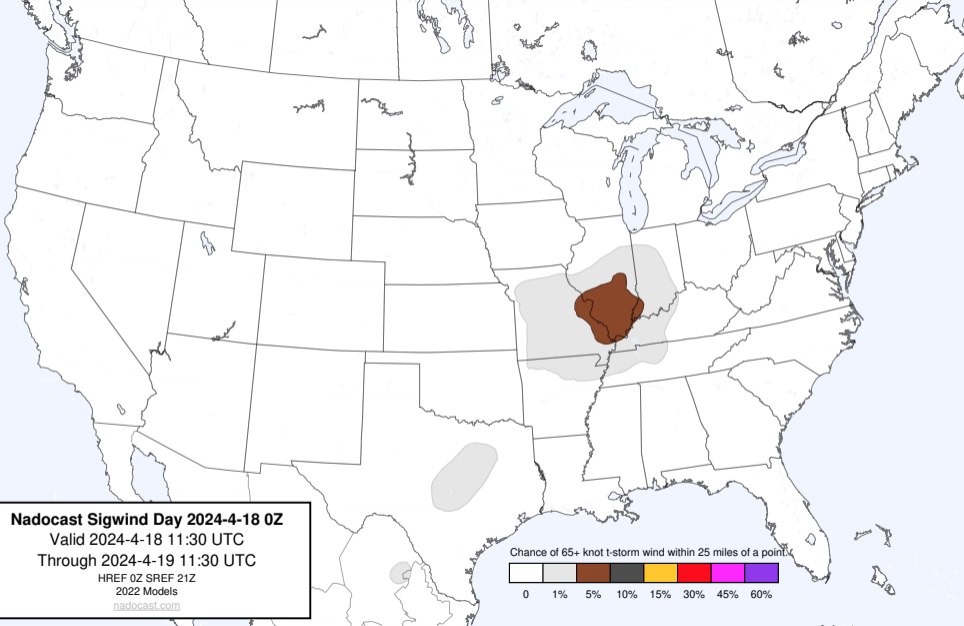 Nadocast Sigwind Day 2024-4-18 0Z
Valid 2024-4-18 11:30 UTC
Through 2024-4-19 11:30 UTC
HREF 0Z SREF 21Z
2022 Models
nadocast.com
Chance of 65+ knot t-storm wind within 25 miles of a point.
0 1% 5% 10% 15% 30% 45% 60%